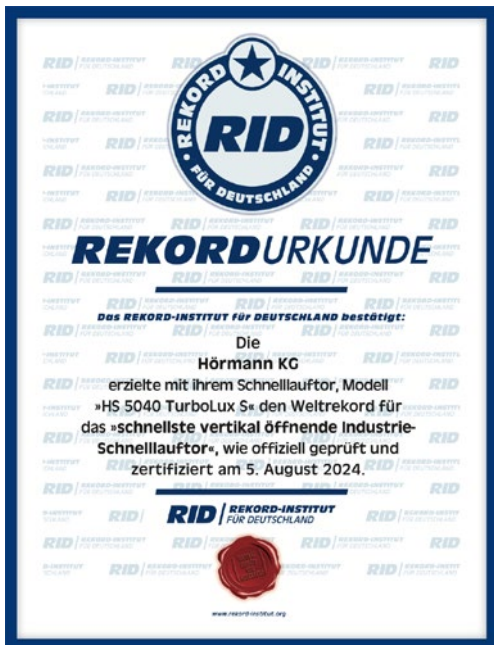 REKORD INSTITUT
RID
FÜR DEUTSCHLAND
REKORDURKUNDE
Das REKORD-INSTITUT für DEUTSCHLAND bestätigt:
Die
Hörmann KG
erzielte mit ihrem Schnelllauftor, Modell
»HS 5040 TurboLux S« den Weltrekord für
das »schnellste vertikal öffnende Industrie-
Schnelllauftor«, wie offiziell geprüft und
zertifiziert am 5. August 2024.
RID REKORD-INSTITUT
FÜR DEUTSCHLAND
www.rekord-institut.org